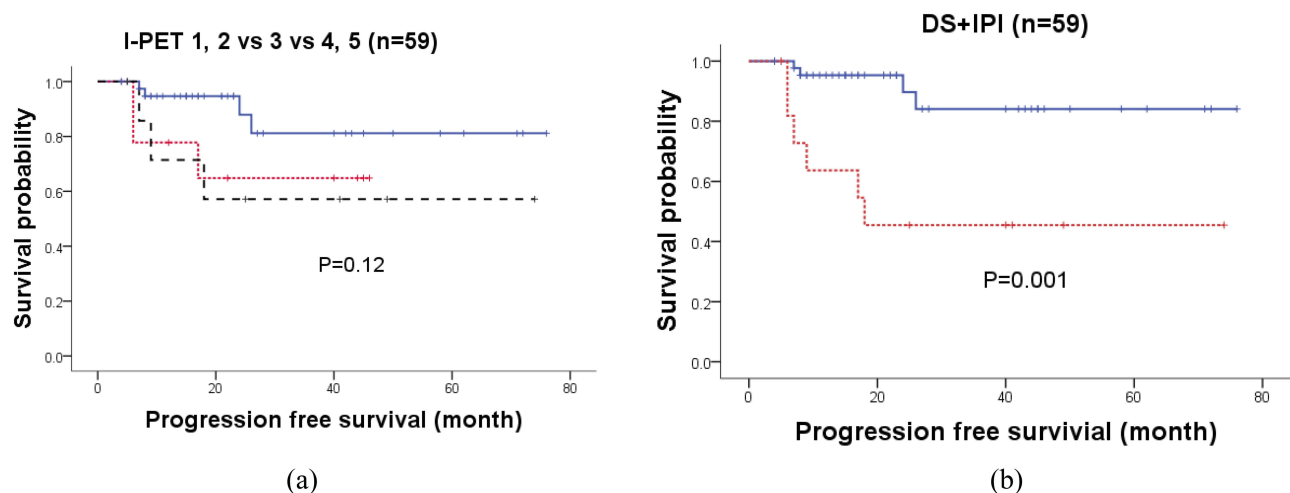 I-PET 1, 2 vs 3 vs 4, 5 (n=59)
Survival probability
1.0
0.8
0.6
0.4
0.2
0.0
P=0.12
0 20 40 60 80
Progression free survival (month)
(a)
DS+IPI (n=59)
Survival probability
1.0
0.8
0.6
0.4
0.2
0.0
P=0.001
0 20 40 60 80
Progression free survivial (month)
(b)